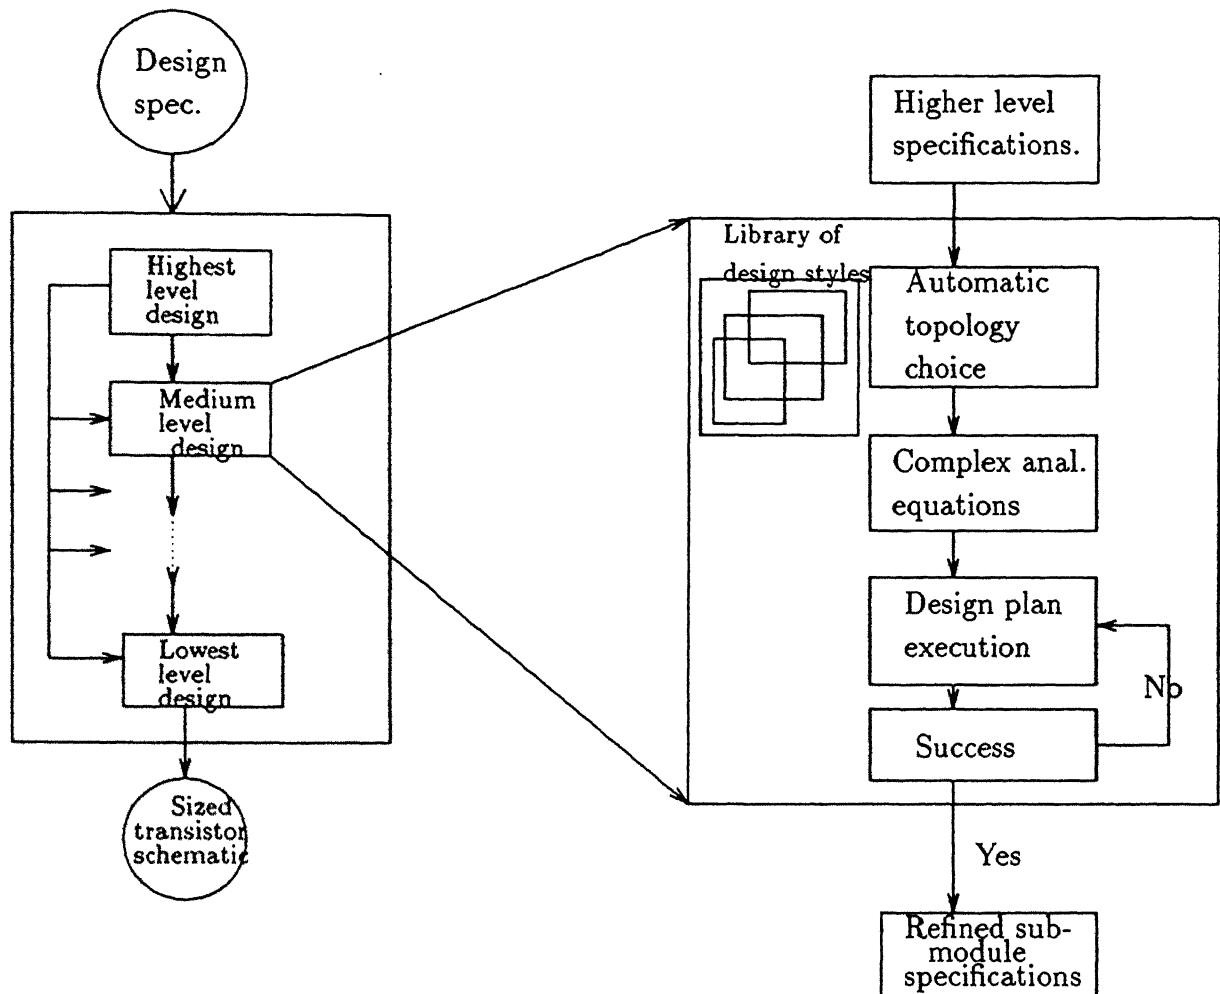 Design
spec.
Highest
level
design
Medium
level
design
Lowest
level
design
Sized
transistor
schematic
Higher level
specifications.
Library of
design styles
Automatic
topology
choice
Complex anal.
equations
Design plan
execution
No
Success
Yes
Refined sub-
module
specifications